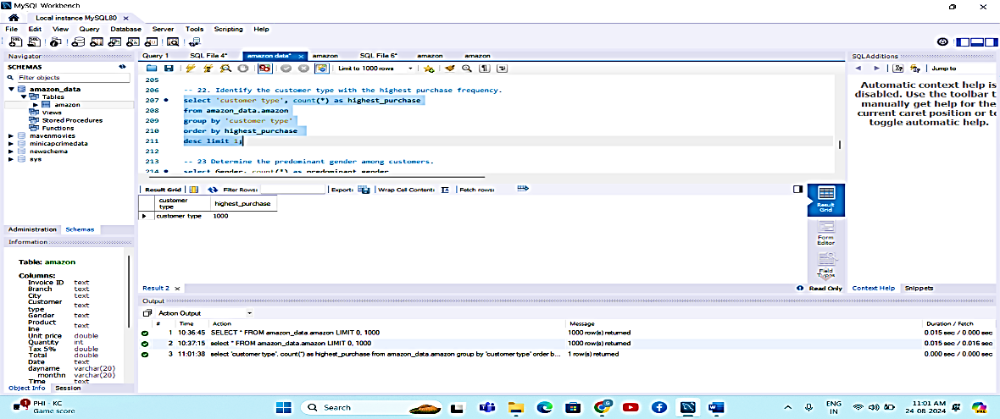 MySQL Workbench
Local instance MySQL80 ×
File Edit View Query Database Server Tools Scripting Help
Navigator
SCHEMAS
Filter objects
amazon_data
Tables
amazon
Views
Stored Procedures
Functions
mavenmovies
minicaprimedata
newschema
sys
Administration Schemas
Information
Table: amazon
Columns:
Invoice ID text
Branch text
City text
Customer type text
Gender text
Product line text
Unit price double
Quantity int
Tax 5% double
Total double
Date text
dayname varchar(20)
monthn varchar(20)
Time text
Object Info Session
Query 1 SQL File 4* amazon data* × amazon SQL File 6* amazon amazon
Limit to 1000 rows
205
206 -- 22. Identify the customer type with the highest purchase frequency.
207 select 'customer type', count(*) as highest_purchase
208 from amazon_data.amazon
209 group by 'customer type'
210 order by highest_purchase
211 desc limit 1;
212
213 -- 23 Determine the predominant gender among customers.
214 select Gender, count(*) as predominant_gender
Result Grid Filter Rows: Export: Wrap Cell Content: Fetch rows:
customer type highest_purchase
customer type 1000
Result Grid
Form Editor
Field Types
Result 2 × Read Only
Output
Action Output
# Time Action Message Duration / Fetch
1 10:36:45 SELECT * FROM amazon_data.amazon LIMIT 0, 1000 1000 row(s) returned 0.015 sec / 0.000 sec
2 10:37:15 select * FROM amazon_data.amazon LIMIT 0, 1000 1000 row(s) returned 0.015 sec / 0.016 sec
3 11:01:38 select 'customer type', count(*) as highest_purchase from amazon_data.amazon group by 'customer type' order b... 1 row(s) returned 0.000 sec / 0.000 sec
SQLAdditions
Jump to
Automatic context help is
disabled. Use the toolbar t
manually get help for the
current caret position or to
toggle automatic help.
Context Help Snippets
1
PHI - KC
Game score
Search
ENG
IN
11:01 AM
24-08-2024